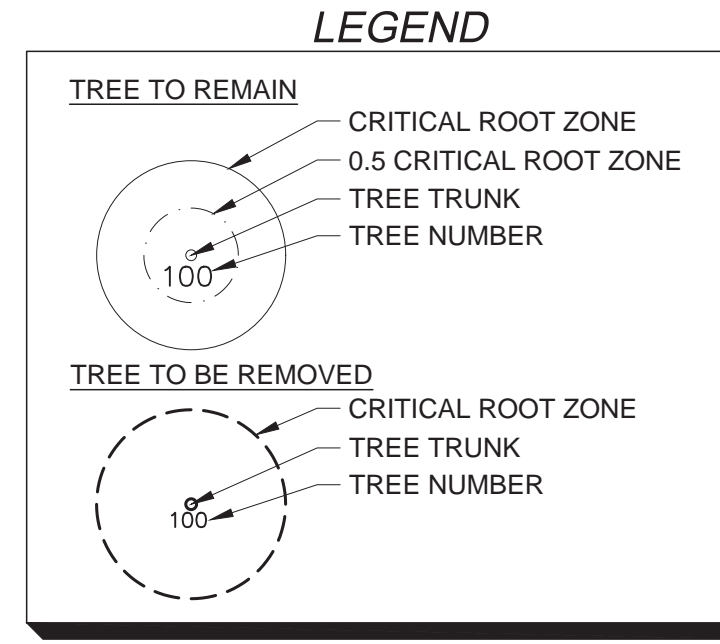 LEGEND
TREE TO REMAIN
CRITICAL ROOT ZONE
0.5 CRITICAL ROOT ZONE
TREE TRUNK
TREE NUMBER
100
TREE TO BE REMOVED
CRITICAL ROOT ZONE
TREE TRUNK
TREE NUMBER
100